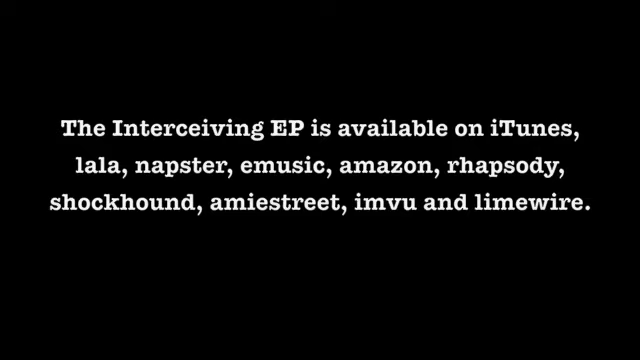 The Interceiving EP is available on iTunes,
lala, napster, emusic, amazon, rhapsody,
shockhound, amiestreet, imvu and limewire.